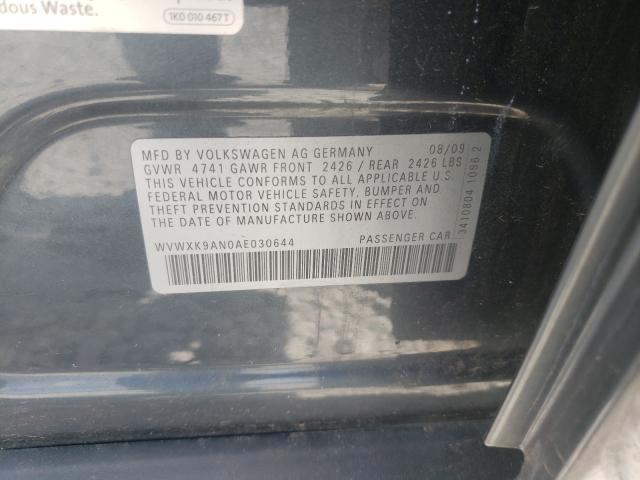 dous Waste.
1K0 010 467 T
MFD BY VOLKSWAGEN AG GERMANY 08/09
GVWR 4741 GAWR FRONT 2426 / REAR 2426 LBS
THIS VEHICLE CONFORMS TO ALL APPLICABLE U.S.
FEDERAL MOTOR VEHICLE SAFETY, BUMPER AND
THEFT PREVENTION STANDARDS IN EFFECT ON
THE DATE OF MANUFACTURE SHOWN ABOVE.
WVWXK9AN0AE030644 PASSENGER CAR
3410804 1096 2